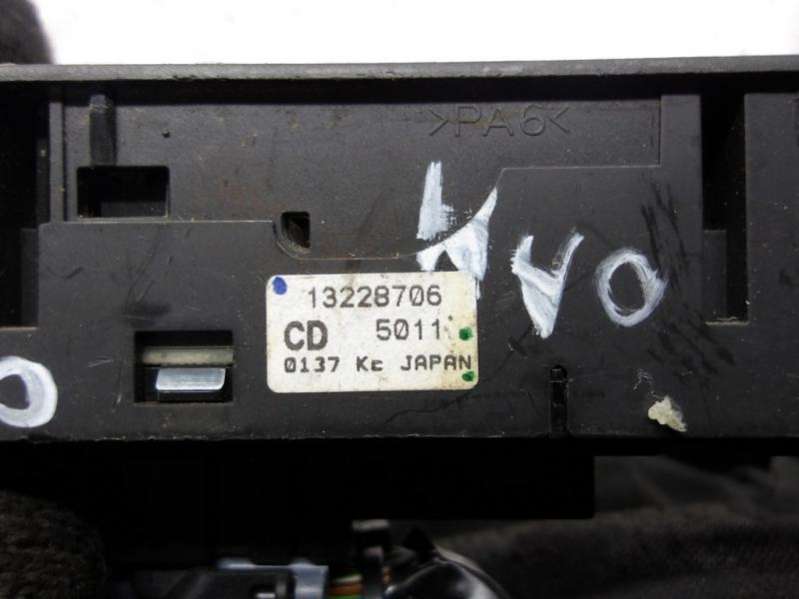 >PA6<
13228706
CD 5011
0137 Kc JAPAN